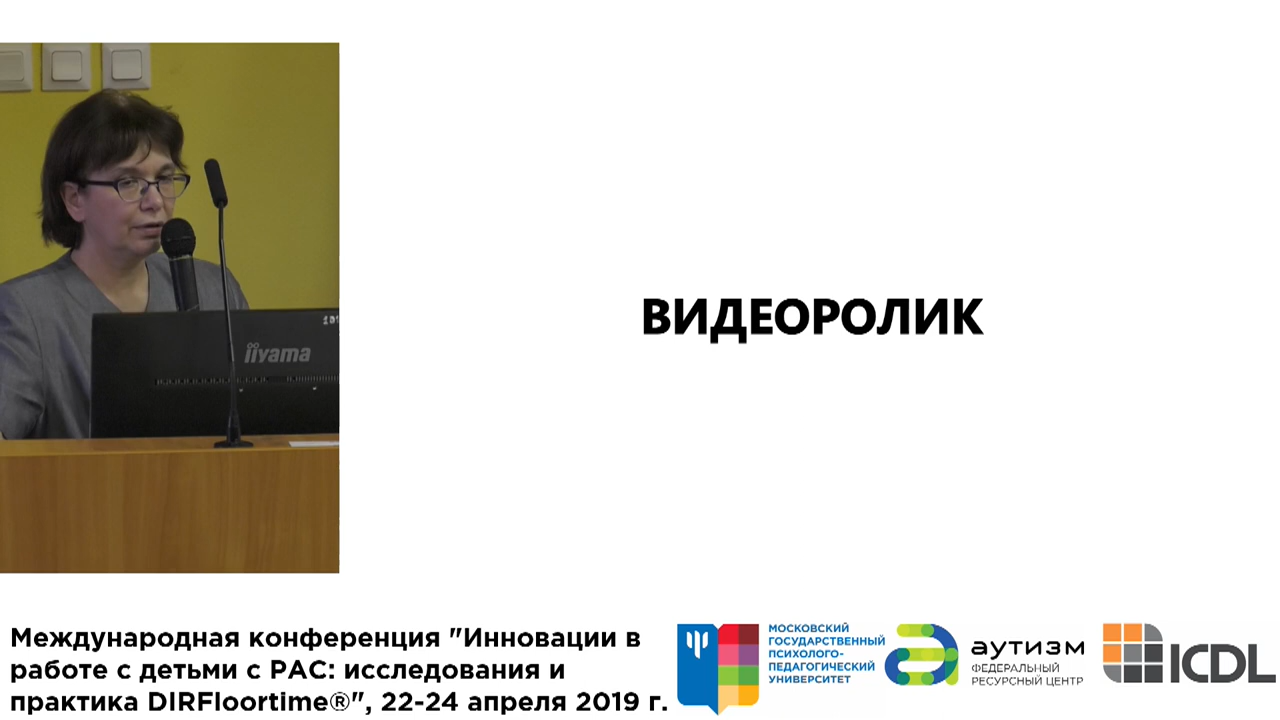 ВИДЕОРОЛИК
iiyama
Международная конференция "Инновации в
работе с детьми с РАС: исследования и
практика DIRFloortime®", 22-24 апреля 2019 г.
МОСКОВСКИЙ
ГОСУДАРСТВЕННЫЙ
ПСИХОЛОГО-
ПЕДАГОГИЧЕСКИЙ
УНИВЕРСИТЕТ
аутизм
ФЕДЕРАЛЬНЫЙ
РЕСУРСНЫЙ ЦЕНТР
ICDL